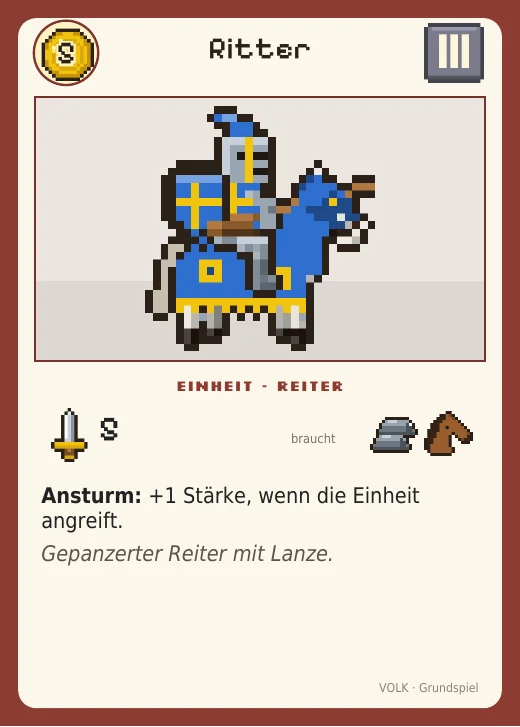 8
Ritter
III
EINHEIT - REITER
8
braucht
Ansturm: +1 Stärke, wenn die Einheit
angreift.
Gepanzerter Reiter mit Lanze.
VOLK · Grundspiel